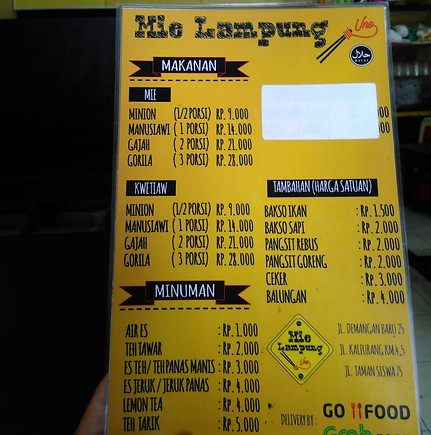 Mie Lampung Uno
حلال
HALAL
MAKANAN
MIE
MINION (1/2 PORSI) RP. 9.000
MANUSIAWI ( 1 PORSI) RP. 14.000
GAJAH ( 2 PORSI) RP. 21.000
GORILA ( 3 PORSI) RP. 28.000
KWETIAW
MINION (1/2 PORSI) RP. 9.000
MANUSIAWI ( 1 PORSI) RP. 14.000
GAJAH ( 2 PORSI) RP. 21.000
GORILA ( 3 PORSI) RP. 28.000
TAMBAHAN (HARGA SATUAN)
BAKSO IKAN : RP. 1.500
BAKSO SAPI : RP. 2.000
PANGSIT REBUS : RP. 2.000
PANGSIT GORENG : RP. 2.000
CEKER : RP. 3.000
BALUNGAN : RP. 4.000
MINUMAN
AIR ES : RP. 1.000
TEH TAWAR : RP. 2.000
ES TEH/ TEH PANAS MANIS : RP. 3.000
ES JERUK / JERUK PANAS : RP. 4.000
LEMON TEA : RP. 4.000
TEH TARIK : RP. 5.000
Mie
Lampung
Uno
JL. DEMANGAN BARU 25
JL. KALIURANG KM.4,5
JL. TAMAN SISWA 75
DELIVERY BY : GO FOOD
Grab